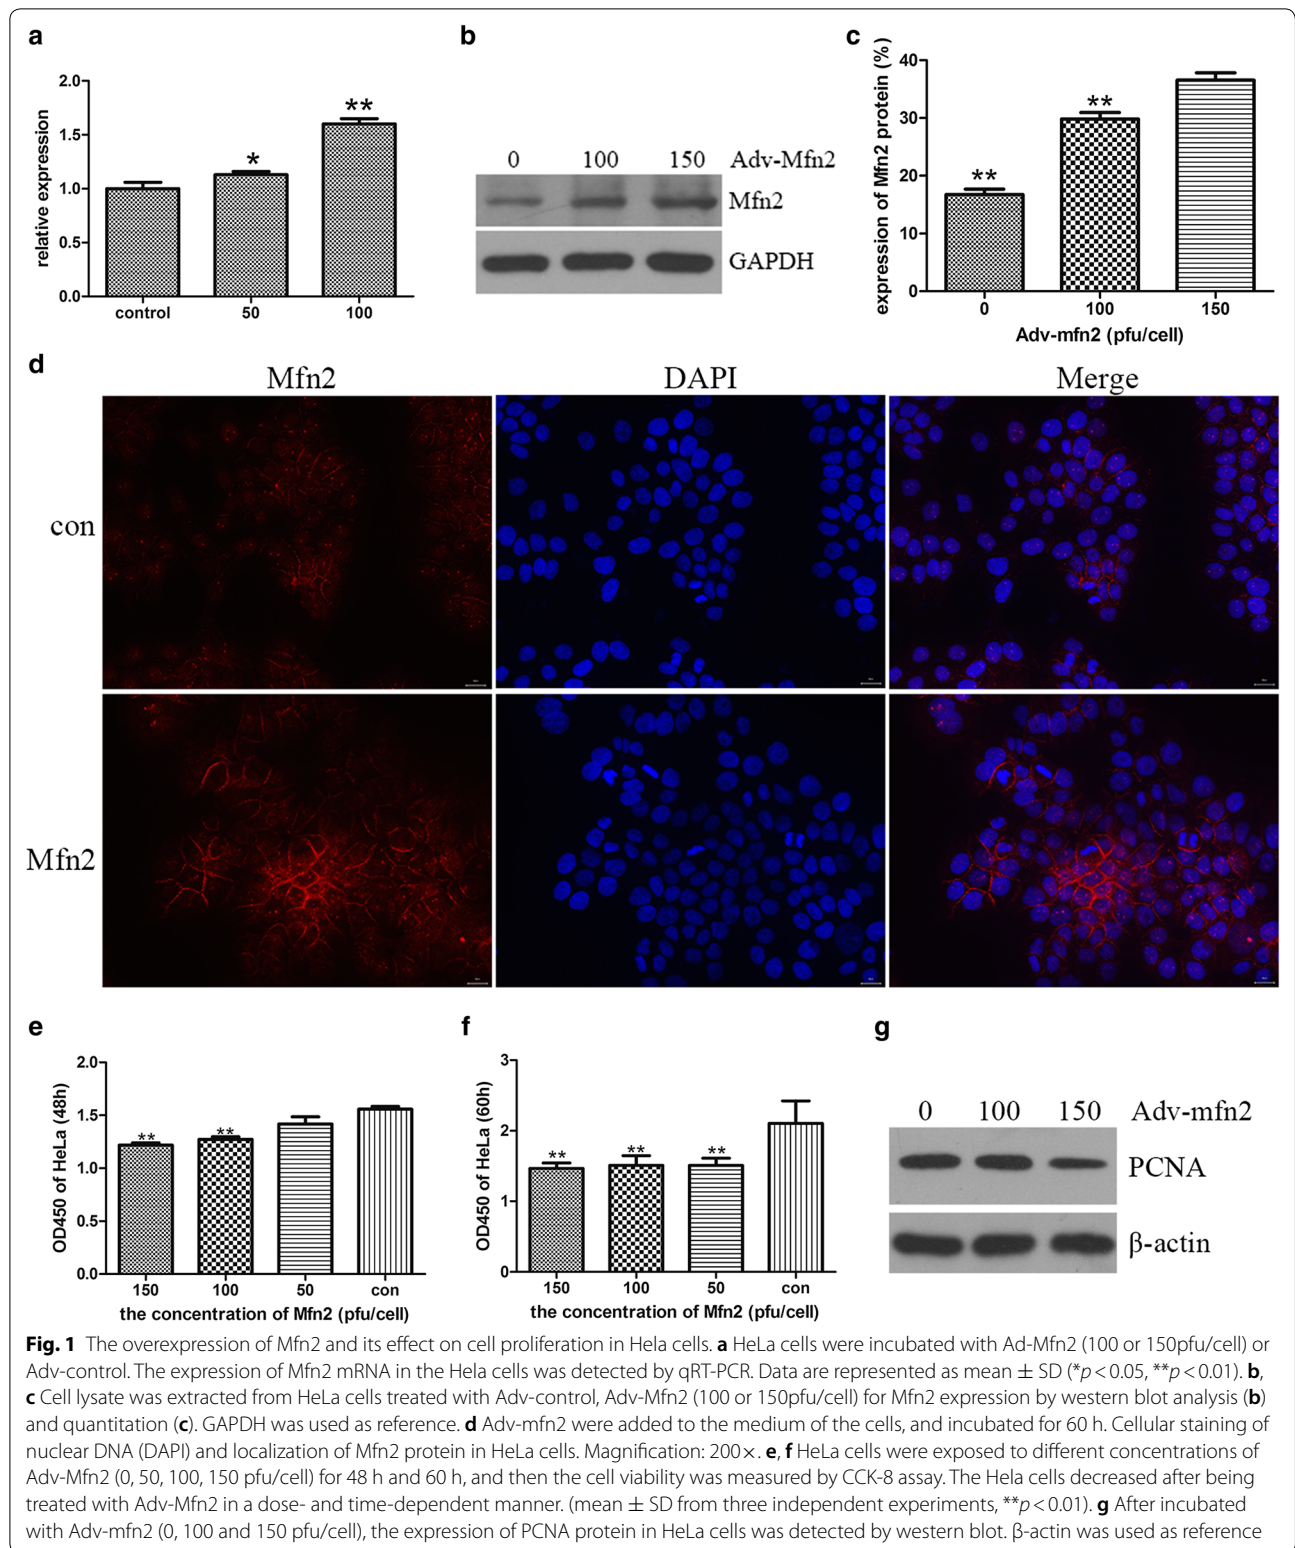 a
relative expression
2.0
1.5
1.0
0.5
0.0
*
**
control 50 100
b
0 100 150 Adv-Mfn2
Mfn2
GAPDH
c
expression of Mfn2 protein (%)
40
30
20
10
0
**
**
0 100 150
Adv-mfn2 (pfu/cell)
d
Mfn2 DAPI Merge
con
Mfn2
e
OD450 of HeLa (48h)
2.0
1.5
1.0
0.5
0.0
** **
150 100 50 con
the concentration of Mfn2 (pfu/cell)
f
OD450 of HeLa (60h)
3
2
1
0
** ** **
150 100 50 con
the concentration of Mfn2 (pfu/cell)
g
0 100 150 Adv-mfn2
PCNA
β-actin
Fig. 1 The overexpression of Mfn2 and its effect on cell proliferation in Hela cells. a HeLa cells were incubated with Ad-Mfn2 (100 or 150pfu/cell) or
Adv-control. The expression of Mfn2 mRNA in the Hela cells was detected by qRT-PCR. Data are represented as mean ± SD (*p < 0.05, **p < 0.01). b,
c Cell lysate was extracted from HeLa cells treated with Adv-control, Adv-Mfn2 (100 or 150pfu/cell) for Mfn2 expression by western blot analysis (b)
and quantitation (c). GAPDH was used as reference. d Adv-mfn2 were added to the medium of the cells, and incubated for 60 h. Cellular staining of
nuclear DNA (DAPI) and localization of Mfn2 protein in HeLa cells. Magnification: 200×. e, f HeLa cells were exposed to different concentrations of
Adv-Mfn2 (0, 50, 100, 150 pfu/cell) for 48 h and 60 h, and then the cell viability was measured by CCK-8 assay. The Hela cells decreased after being
treated with Adv-Mfn2 in a dose- and time-dependent manner. (mean ± SD from three independent experiments, **p < 0.01). g After incubated
with Adv-mfn2 (0, 100 and 150 pfu/cell), the expression of PCNA protein in HeLa cells was detected by western blot. β-actin was used as reference